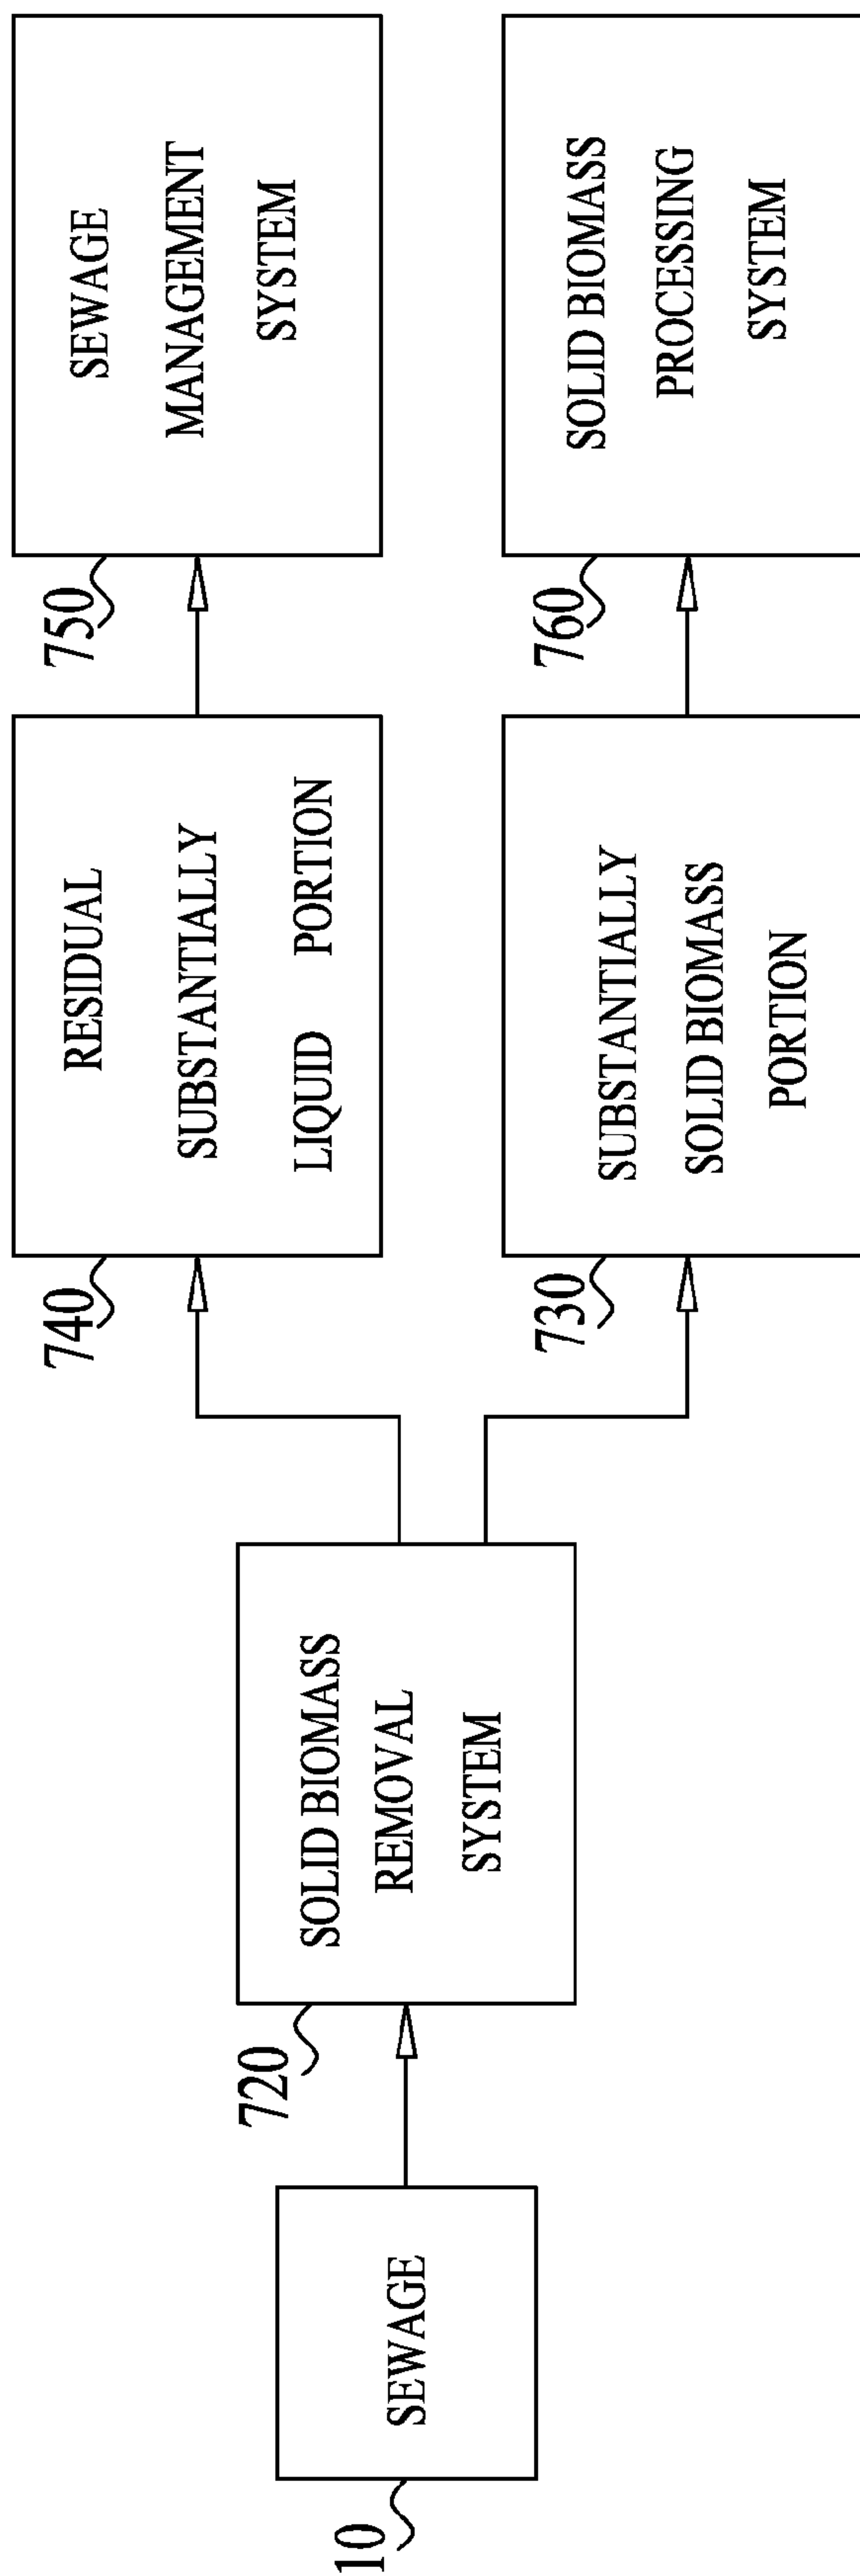 10
SEWAGE
720
SOLID BIOMASS
REMOVAL
SYSTEM
740
RESIDUAL
SUBSTANTIALLY
LIQUID PORTION
750
SEWAGE
MANAGEMENT
SYSTEM
730
SUBSTANTIALLY
SOLID BIOMASS
PORTION
760
SOLID BIOMASS
PROCESSING
SYSTEM